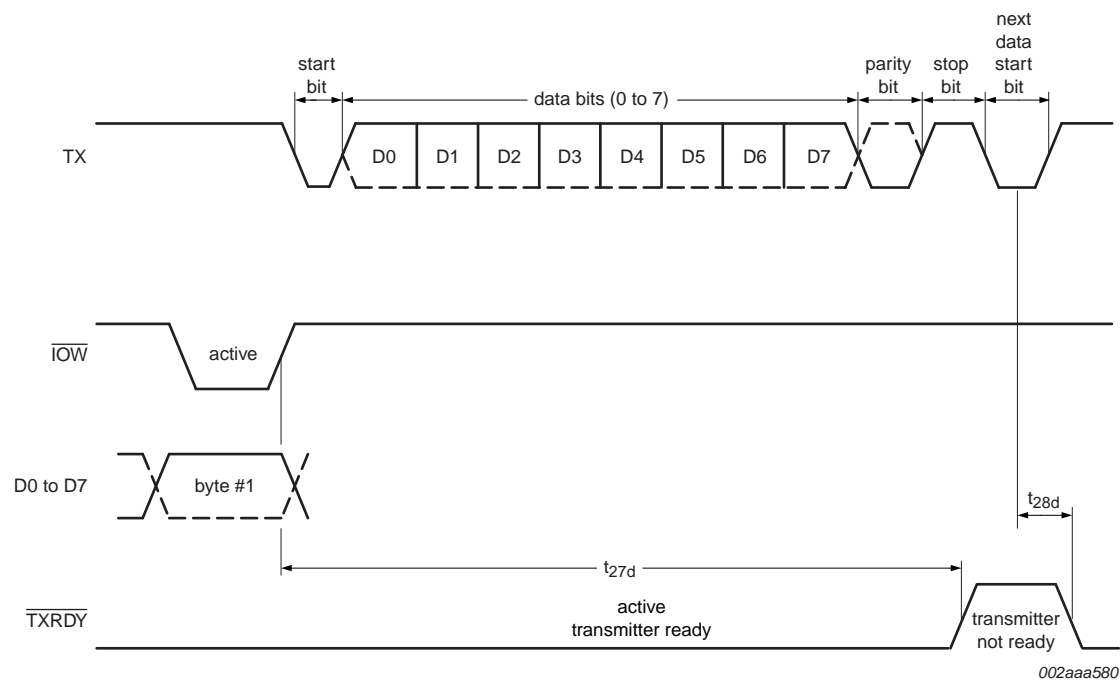 next
data
start
bit
start
bit
parity
bit
stop
bit
data bits (0 to 7)
TX
D0 D1 D2 D3 D4 D5 D6 D7
IOW
active
D0 to D7
byte #1
t28d
t27d
TXRDY
active
transmitter ready
transmitter
not ready
002aaa580